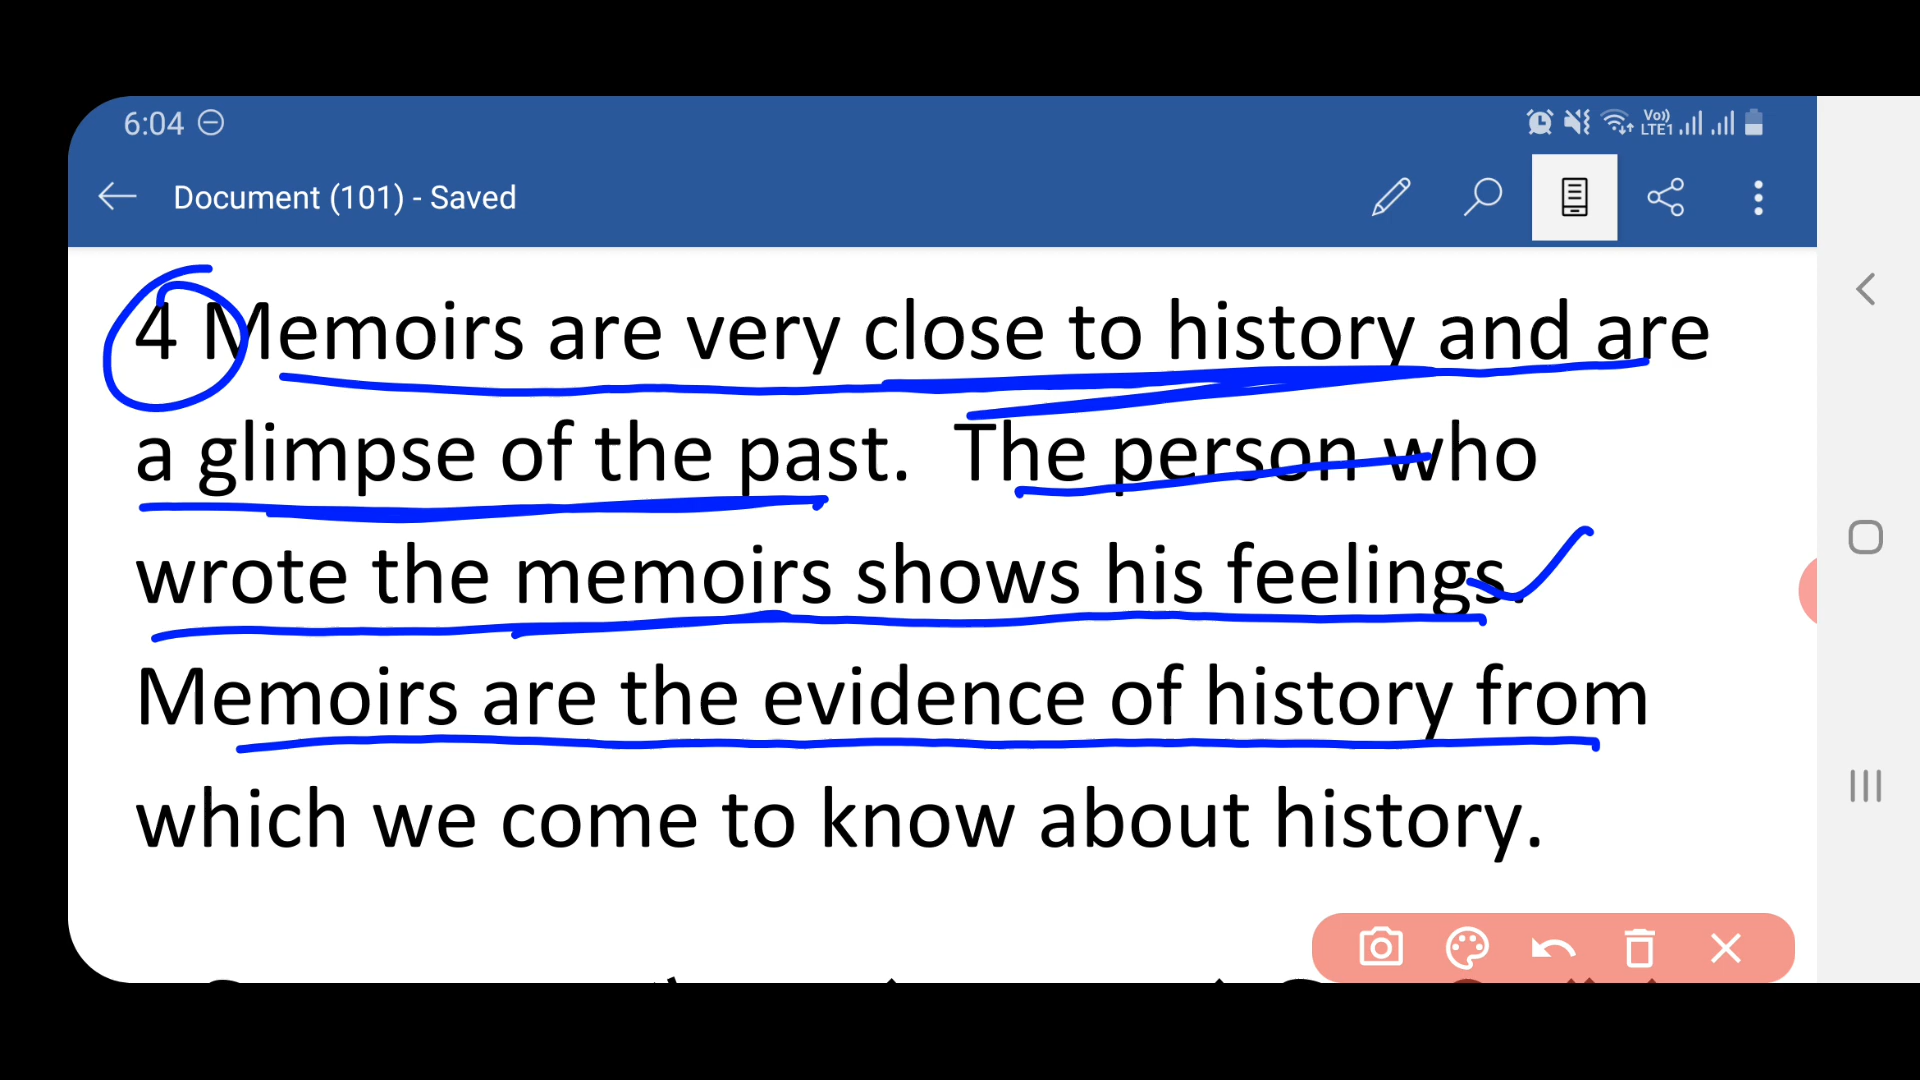 6:04
Vo)) LTE1
Document (101) - Saved
4 Memoirs are very close to history and are
a glimpse of the past. The person who
wrote the memoirs shows his feelings.
Memoirs are the evidence of history from
which we come to know about history.